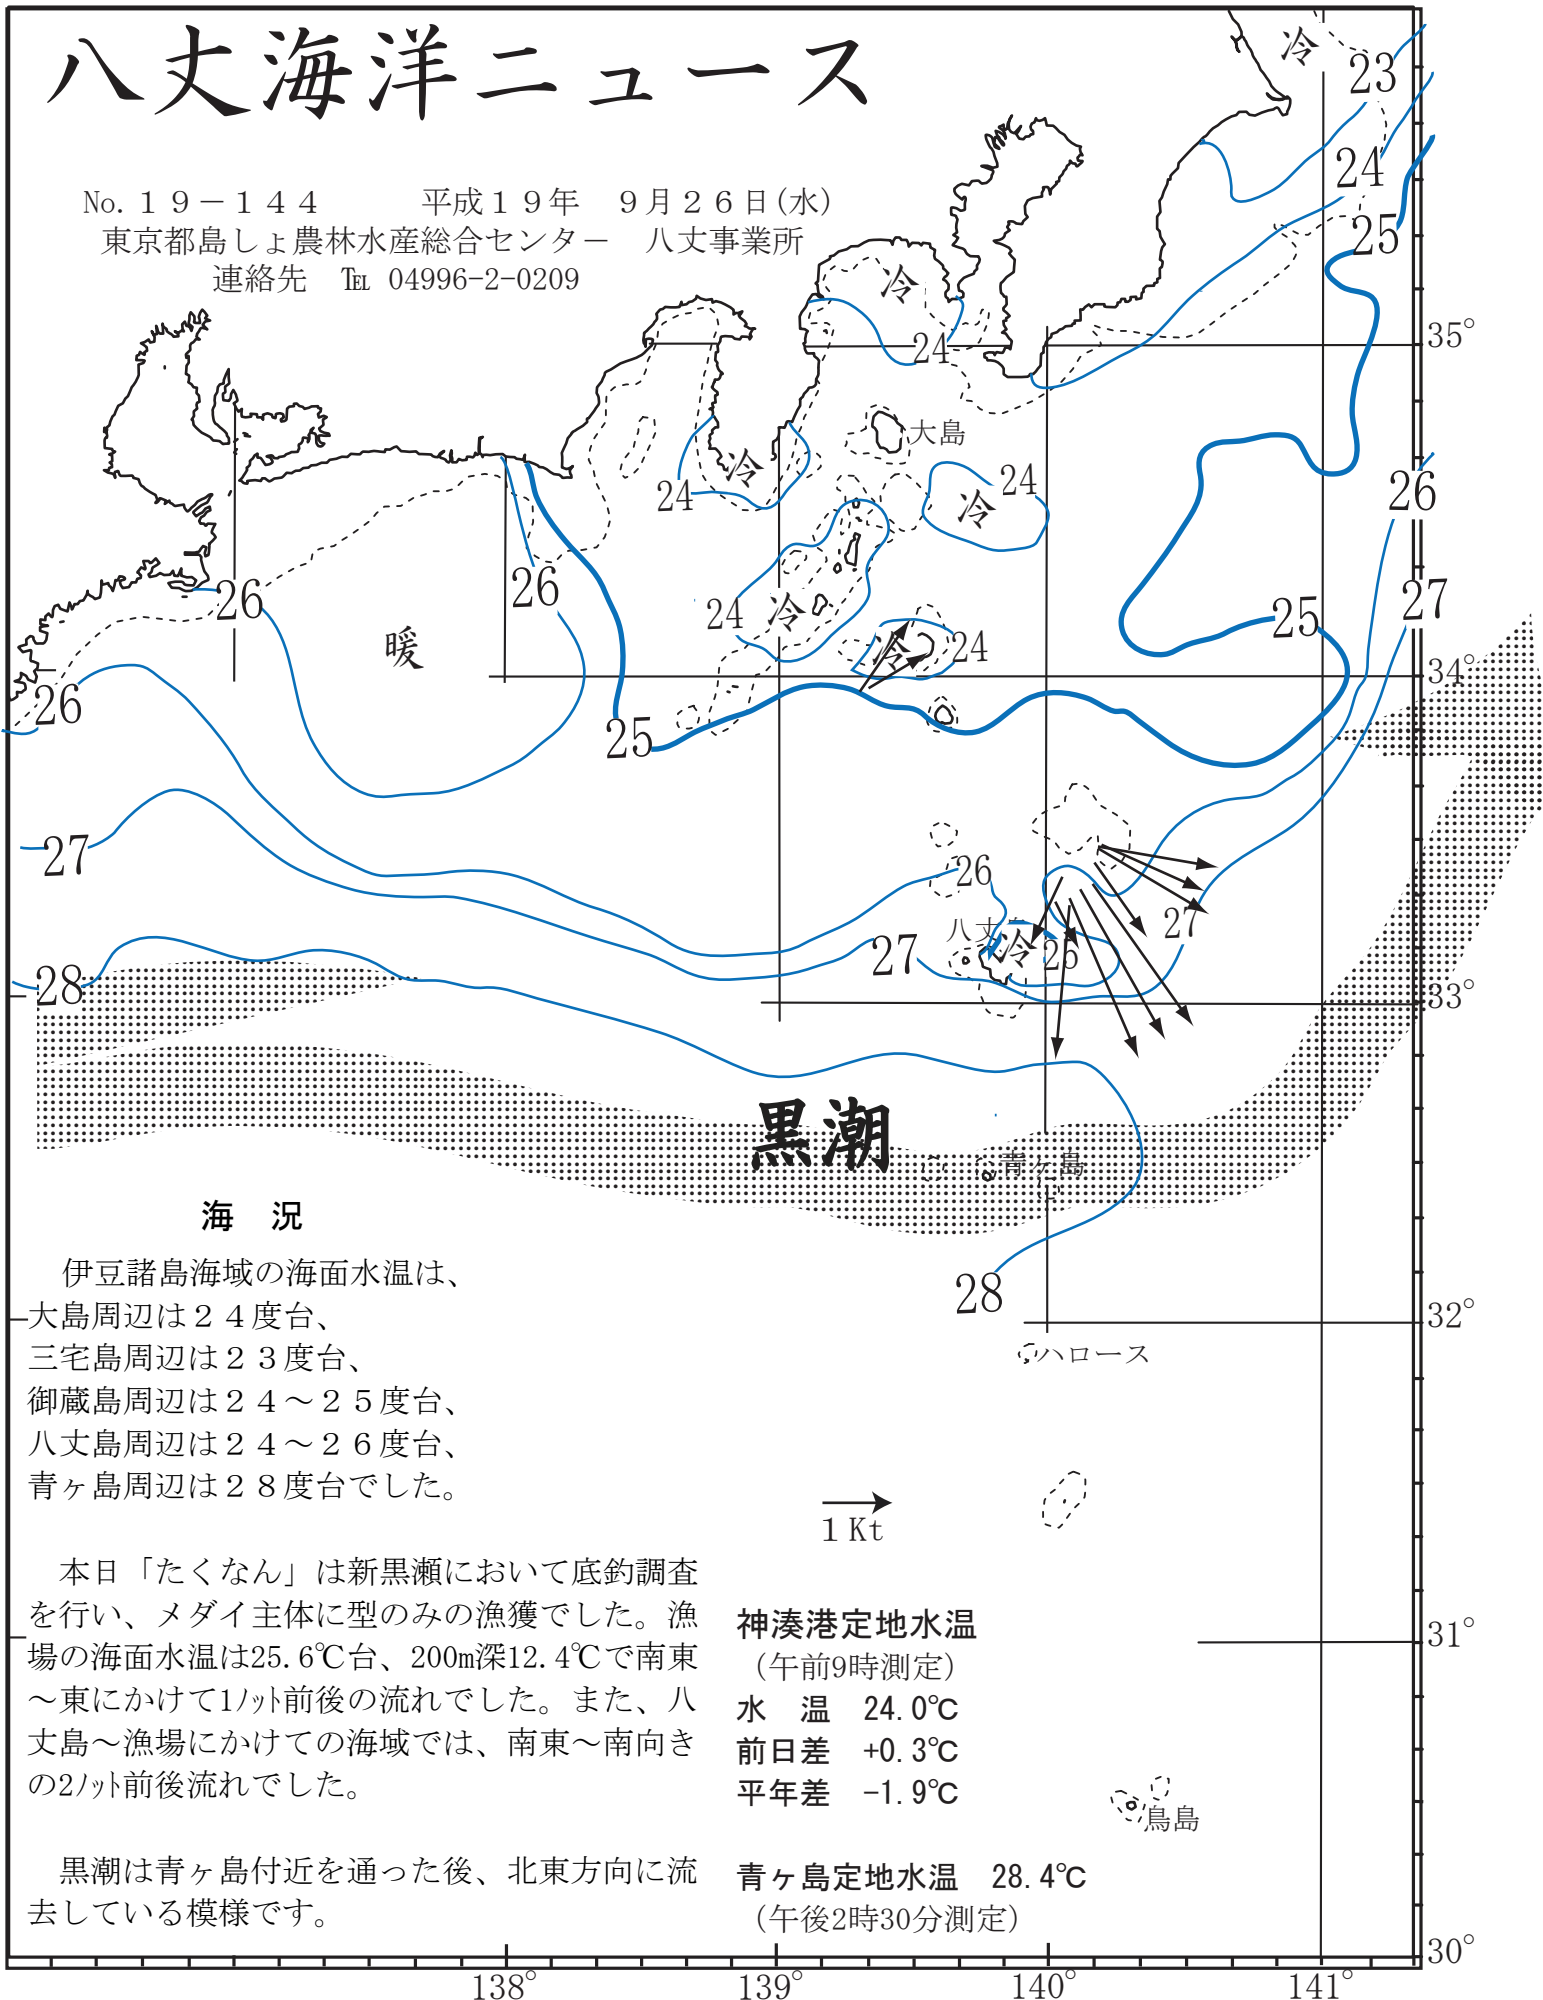 八丈海洋ニュース
No.１９－１４４　　　平成１９年　９月２６日(水)
東京都島しょ農林水産総合センター　八丈事業所
連絡先　℡ 04996-2-0209
冷
23
24
25
冷
24
35°
大島
冷
24
冷
24
26
27
26
26
24
冷
25
暖
冷
24
34°
26
25
27
26
27
八丈島
冷
25
27
28
33°
黒潮
青ヶ島
28
32°
ハロース
海　況
伊豆諸島海域の海面水温は、
大島周辺は２４度台、
三宅島周辺は２３度台、
御蔵島周辺は２４～２５度台、
八丈島周辺は２４～２６度台、
青ヶ島周辺は２８度台でした。
本日「たくなん」は新黒瀬において底釣調査
を行い、メダイ主体に型のみの漁獲でした。漁
場の海面水温は25.6℃台、200m深12.4℃で南東
～東にかけて1ﾉｯﾄ前後の流れでした。また、八
丈島～漁場にかけての海域では、南東～南向き
の2ﾉｯﾄ前後流れでした。
黒潮は青ヶ島付近を通った後、北東方向に流
去している模様です。
１Kt
神湊港定地水温
（午前9時測定）
水　温　24.0℃
前日差　+0.3℃
平年差　-1.9℃
青ヶ島定地水温　28.4℃
（午後2時30分測定）
31°
鳥島
30°
138°
139°
140°
141°